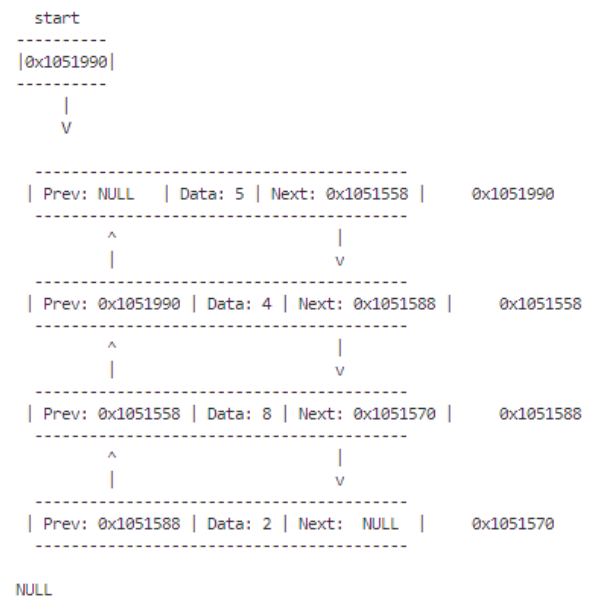 start
----------
|0x1051990|
----------
|
V
-----------------------------------------
| Prev: NULL   | Data: 5 | Next: 0x1051558 |     0x1051990
-----------------------------------------
^                         |
|                         v
-----------------------------------------
| Prev: 0x1051990 | Data: 4 | Next: 0x1051588 |     0x1051558
-----------------------------------------
^                         |
|                         v
-----------------------------------------
| Prev: 0x1051558 | Data: 8 | Next: 0x1051570 |     0x1051588
-----------------------------------------
^                         |
|                         v
-----------------------------------------
| Prev: 0x1051588 | Data: 2 | Next:  NULL  |     0x1051570
-----------------------------------------
NULL